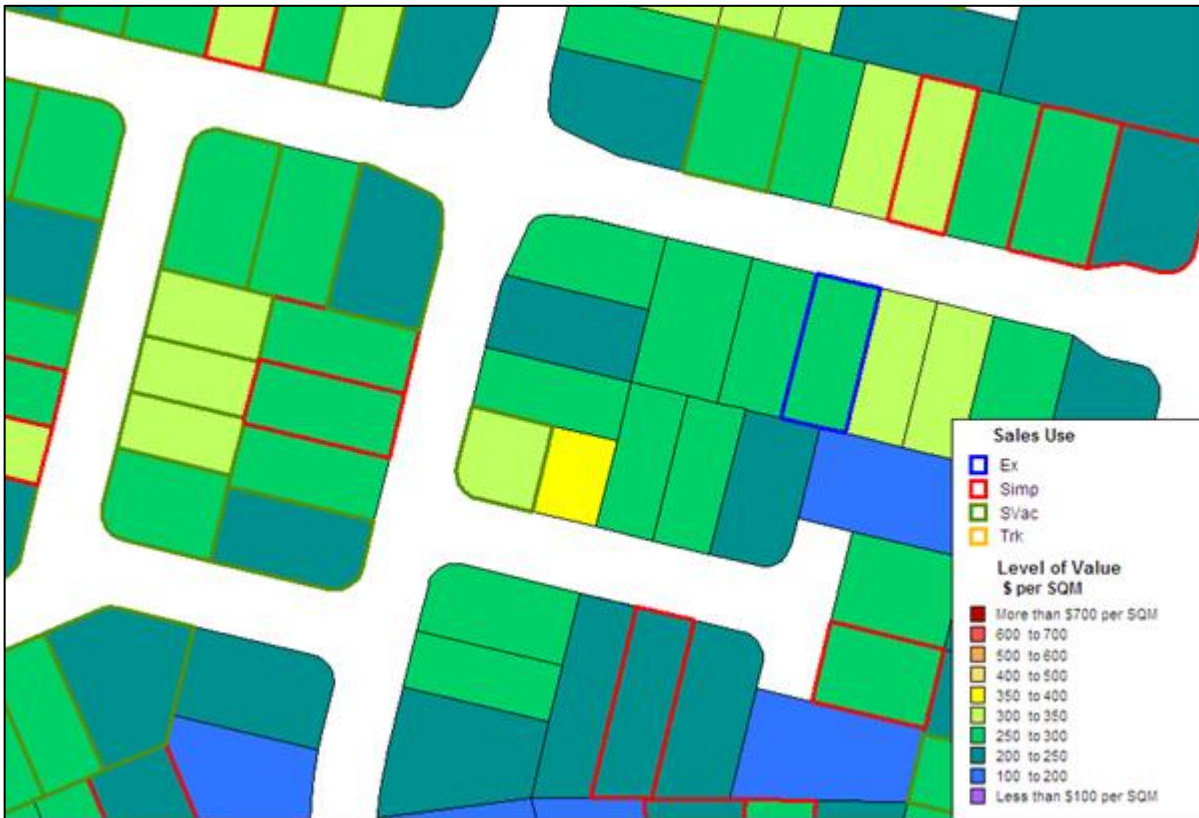 Sales Use
Ex
Simp
SVac
Trk
Level of Value
$ per SQM
More than $700 per SQM
600 to 700
500 to 600
400 to 500
350 to 400
300 to 350
250 to 300
200 to 250
100 to 200
Less than $100 per SQM